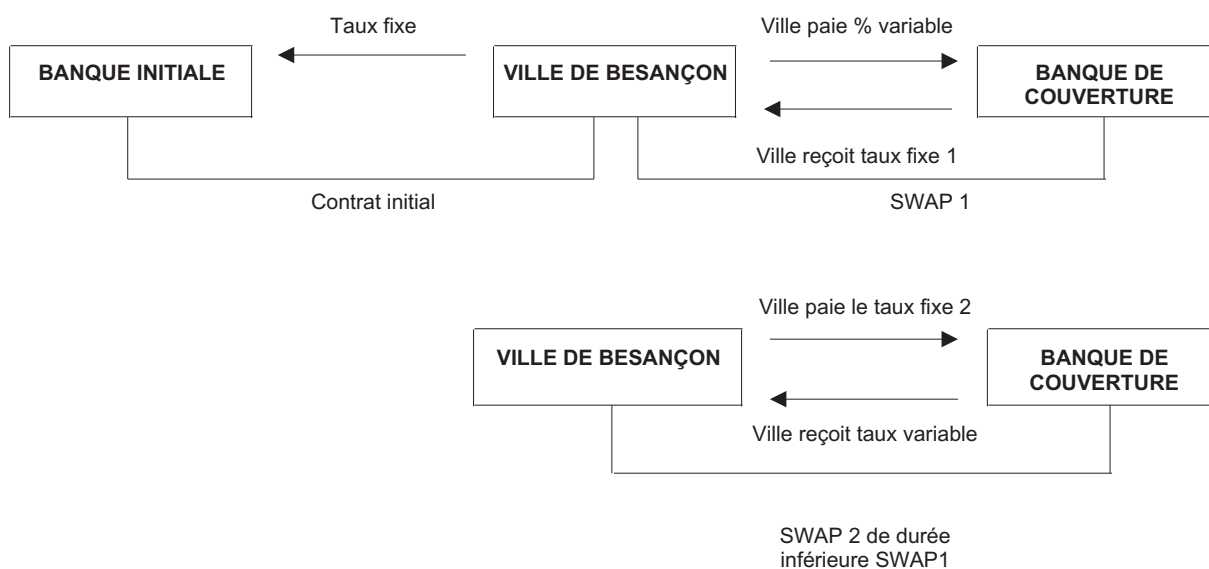 Taux fixe
Ville paie % variable
BANQUE INITIALE
VILLE DE BESANÇON
BANQUE DE
COUVERTURE
Ville reçoit taux fixe 1
Contrat initial
SWAP 1
Ville paie le taux fixe 2
VILLE DE BESANÇON
BANQUE DE
COUVERTURE
Ville reçoit taux variable
SWAP 2 de durée
inférieure SWAP1